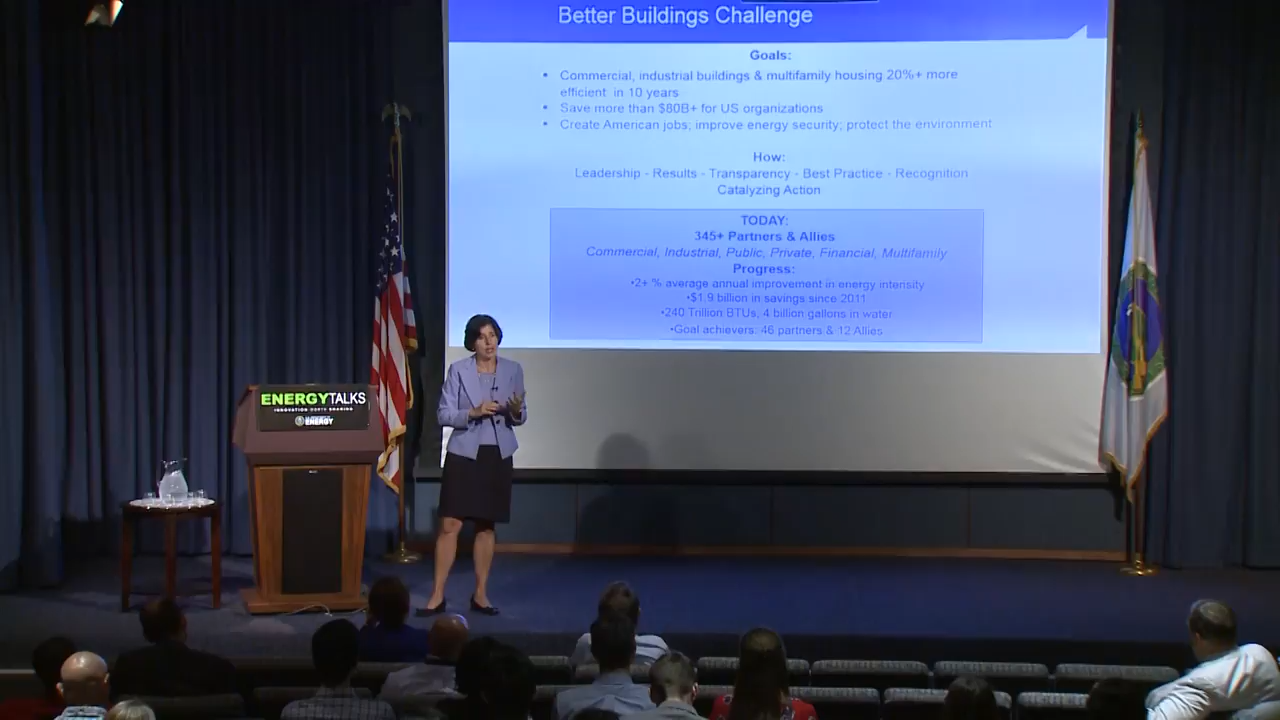 Better Buildings Challenge
Goals:
• Commercial, industrial buildings & multifamily housing 20%+ more
efficient in 10 years
• Save more than $80B+ for US organizations
• Create American jobs; improve energy security; protect the environment
How:
Leadership - Results - Transparency - Best Practice - Recognition
Catalyzing Action
TODAY:
345+ Partners & Allies
Commercial, Industrial, Public, Private, Financial, Multifamily
Progress:
•2+ % average annual improvement in energy intensity
•$1.9 billion in savings since 2011
•240 Trillion BTUs, 4 billion gallons in water
•Goal achievers: 46 partners & 12 Allies
ENERGYTALKS
INNOVATION WORTH SHARING
ENERGY